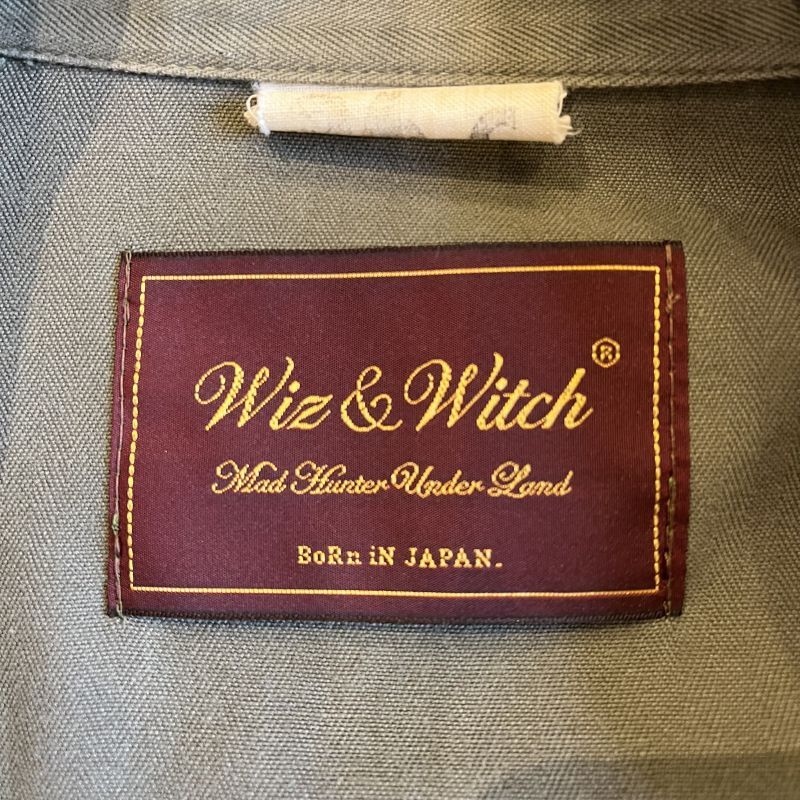 Wiz & Witch®
Mad Hunter Under Land
BoRn iN JAPAN.